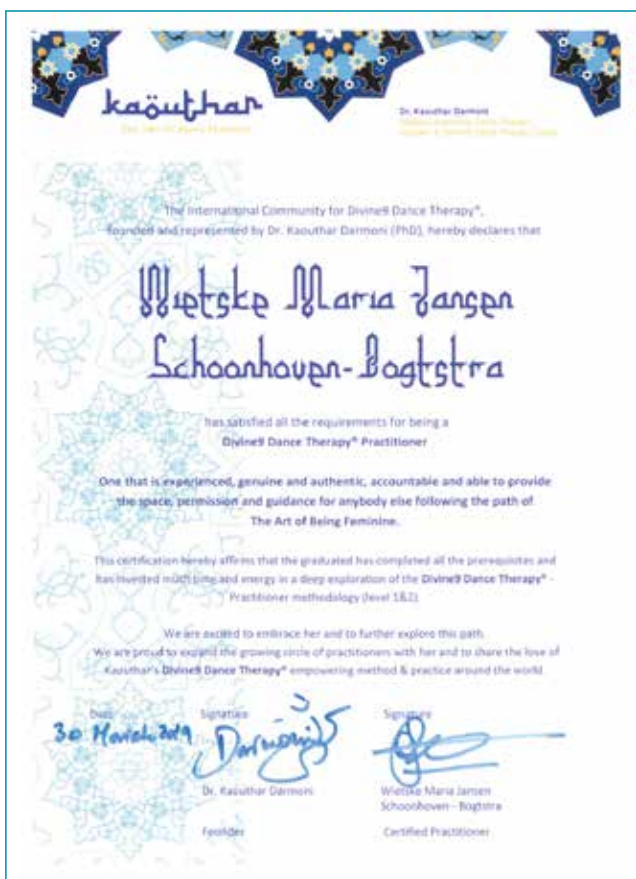 kaöuthar
Dr. Kaouthar Darmoni
The International Community for Divine9 Dance Therapy®,
founded and represented by Dr. Kaouthar Darmoni (PhD), hereby declares that
Wietske Maria Jansen
Schoonhoven-Bogtstra
has satisfied all the requirements for being a
Divine9 Dance Therapy® Practitioner
One that is experienced, genuine and authentic, accountable and able to provide
the space, permission and guidance for anybody else following the path of
The Art of Being Feminine.
This certification hereby affirms that the graduated has completed all the prerequisites and
has invested much time and energy in a deep exploration of the Divine9 Dance Therapy® -
Practitioner methodology (level 1&2)
We are excited to embrace her and to further explore this path.
We are proud to expand the growing circle of practitioners with her and to share the love of
Kaouthar's Divine9 Dance Therapy® empowering method & practice around the world
Date Signature Signature
30 March 2019 Darmoni
Dr. Kaouthar Darmoni Wietske Maria Jansen
Schoonhoven - Bogtstra
Founder Certified Practitioner